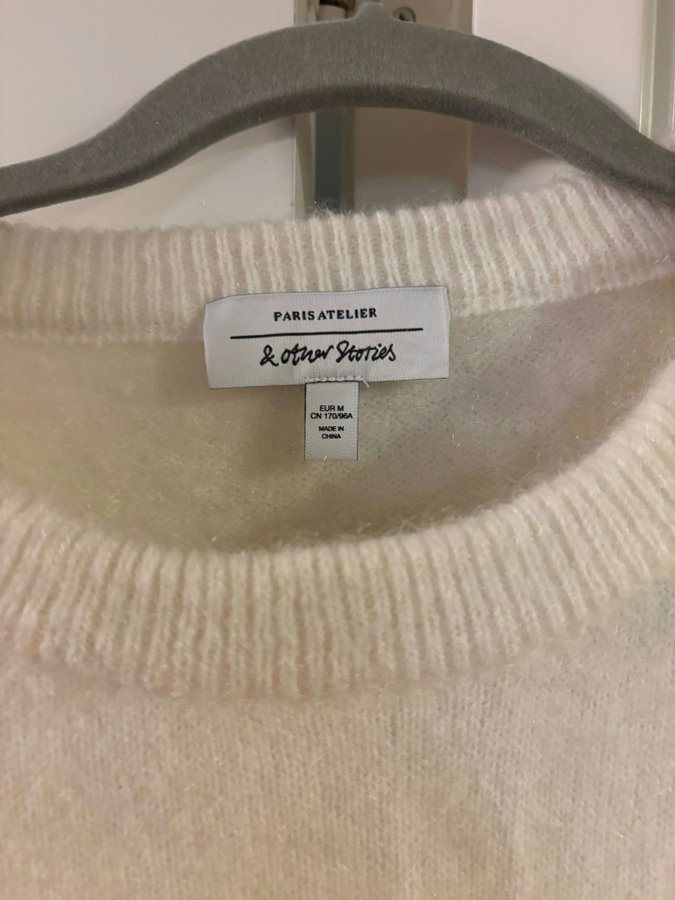 PARIS ATELIER
& other Stories
EUR M
CN 170/96A
MADE IN
CHINA